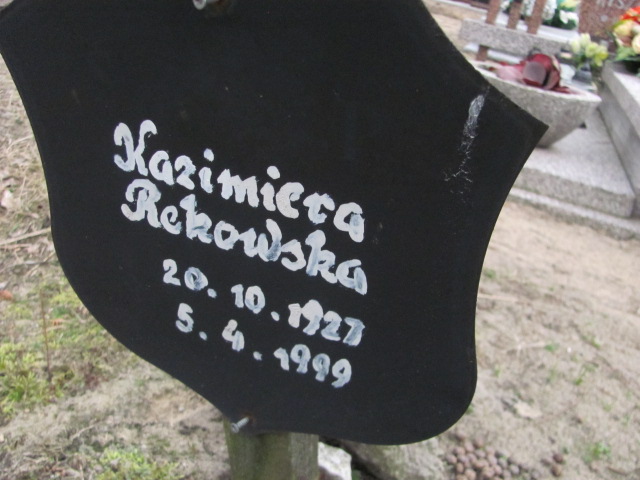 Kazimiera
Rekowska
20. 10. 1927
5. 4. 1999